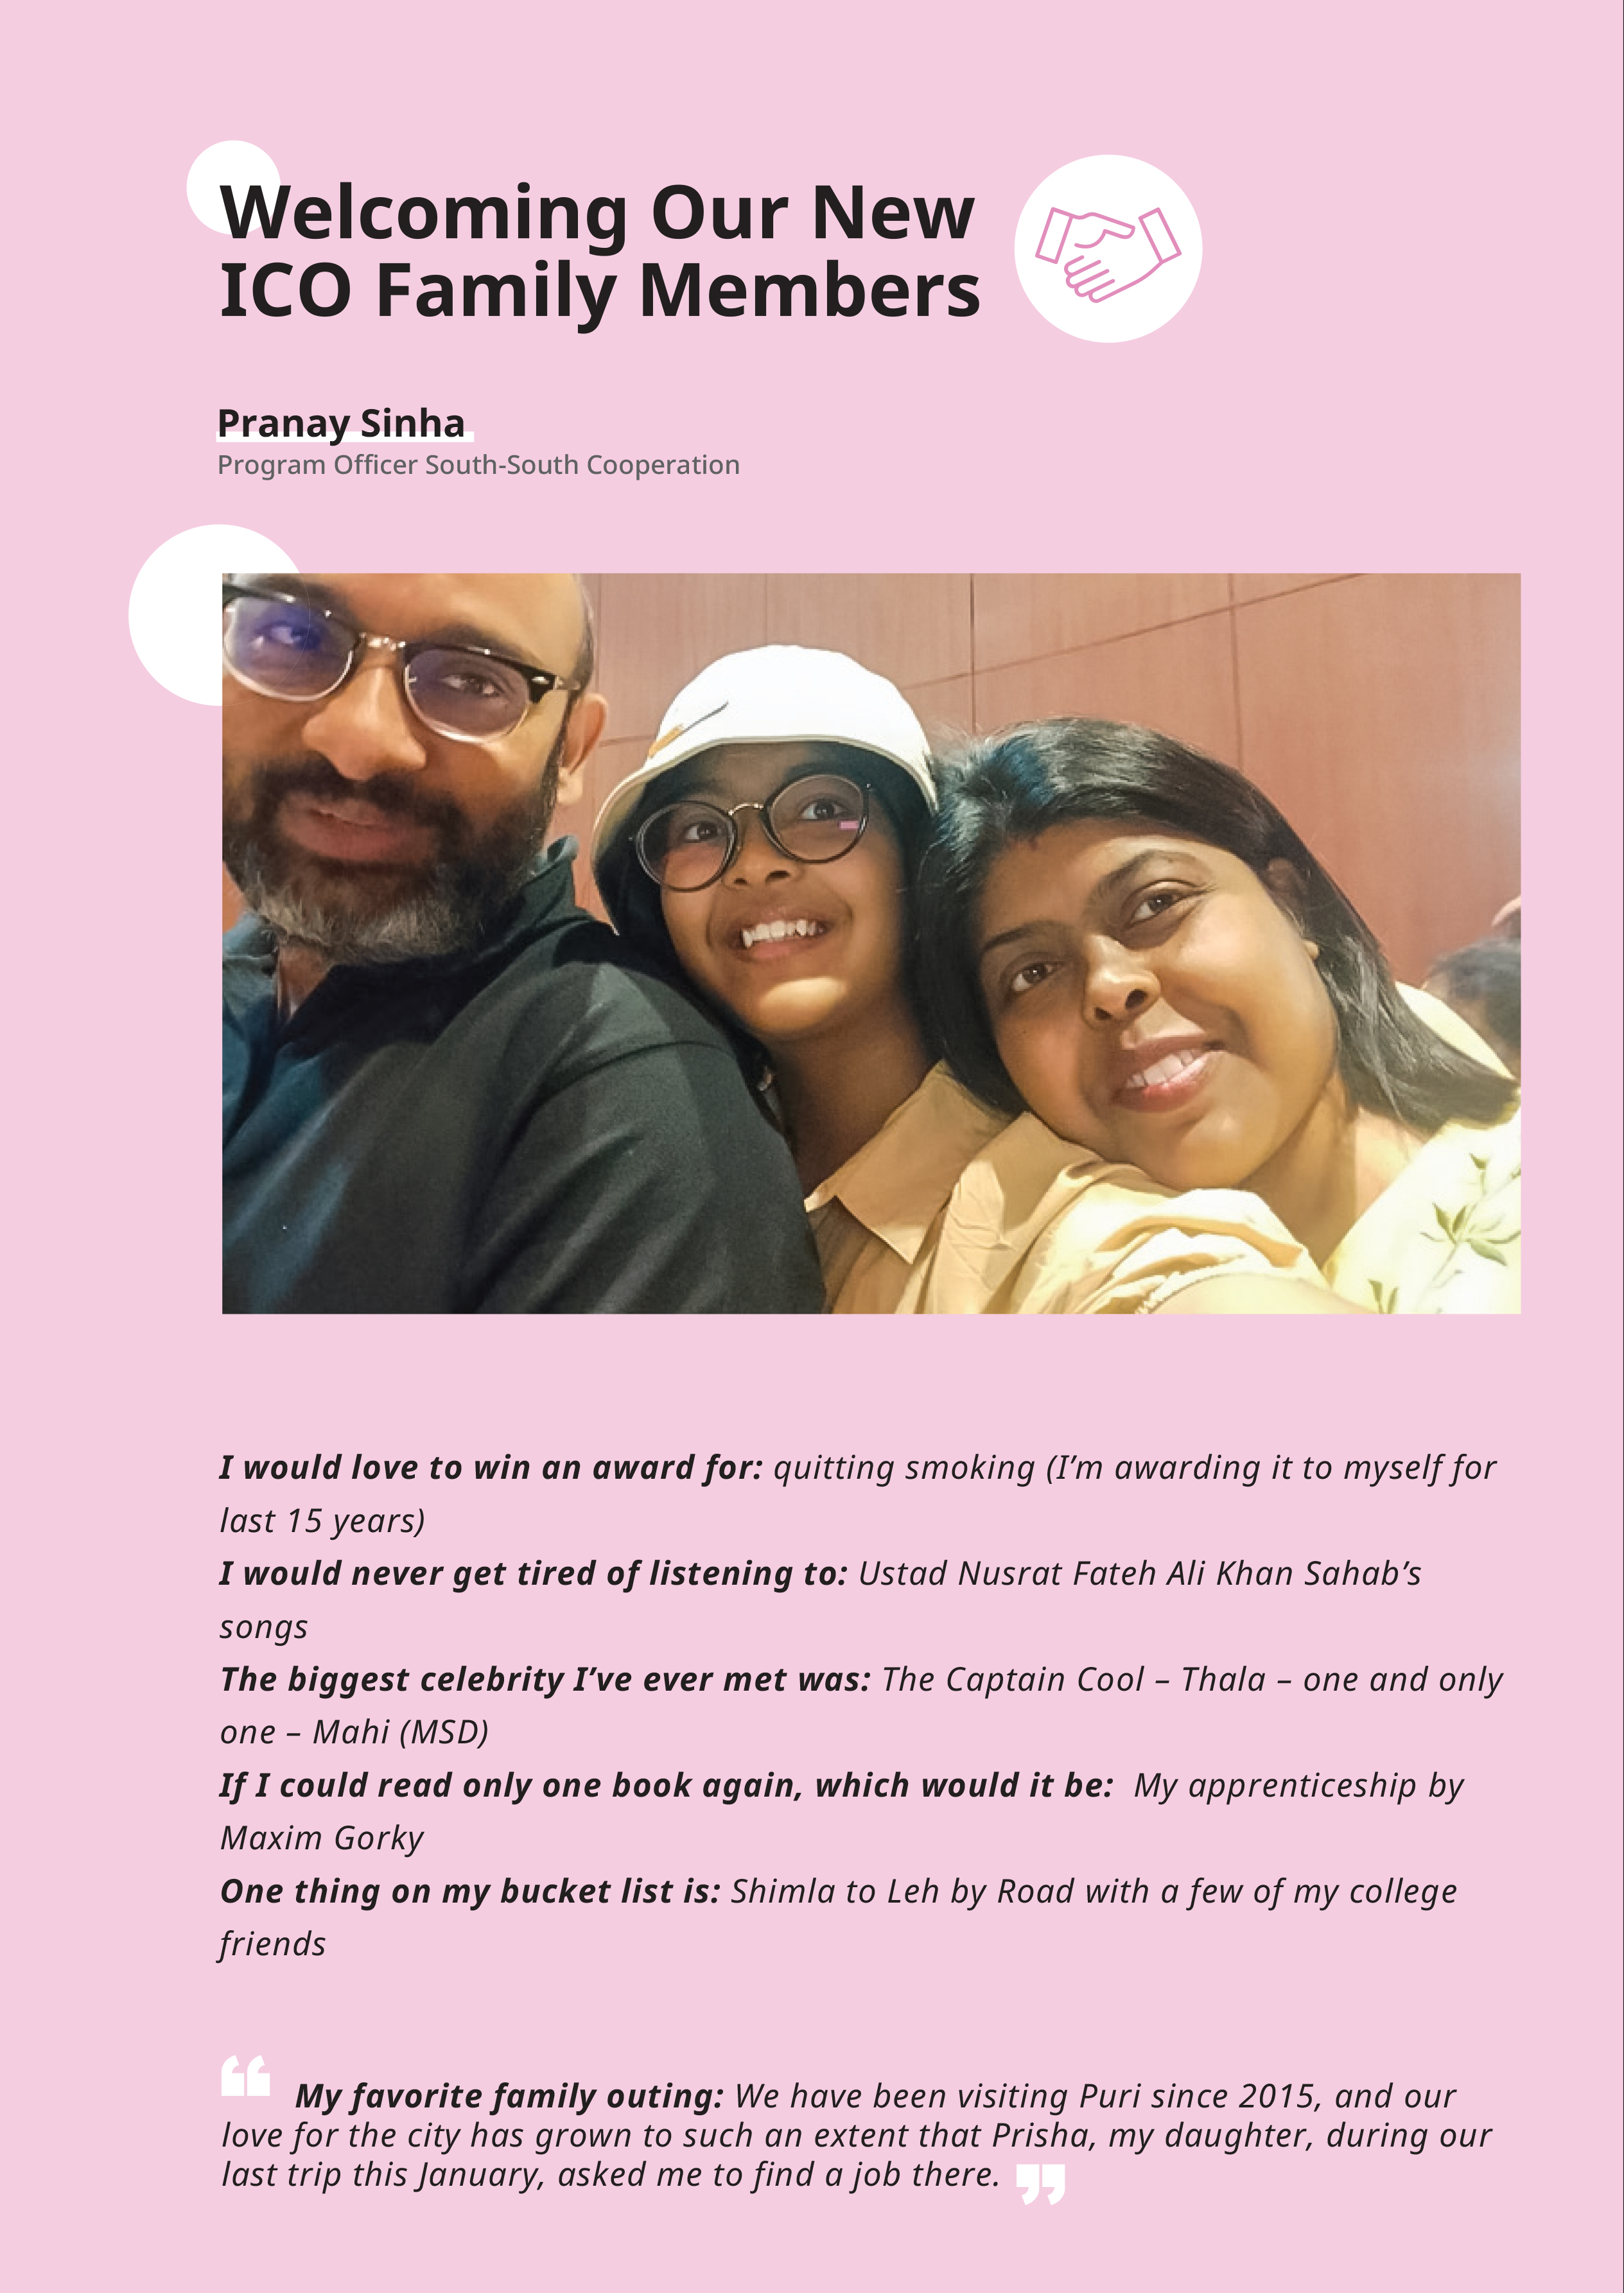 Welcoming Our New
ICO Family Members
Pranay Sinha
Program Officer South-South Cooperation
I would love to win an award for: quitting smoking (I’m awarding it to myself for
last 15 years)
I would never get tired of listening to: Ustad Nusrat Fateh Ali Khan Sahab’s
songs
The biggest celebrity I’ve ever met was: The Captain Cool – Thala – one and only
one – Mahi (MSD)
If I could read only one book again, which would it be:  My apprenticeship by
Maxim Gorky
One thing on my bucket list is: Shimla to Leh by Road with a few of my college
friends
“ My favorite family outing: We have been visiting Puri since 2015, and our
love for the city has grown to such an extent that Prisha, my daughter, during our
last trip this January, asked me to find a job there. ”